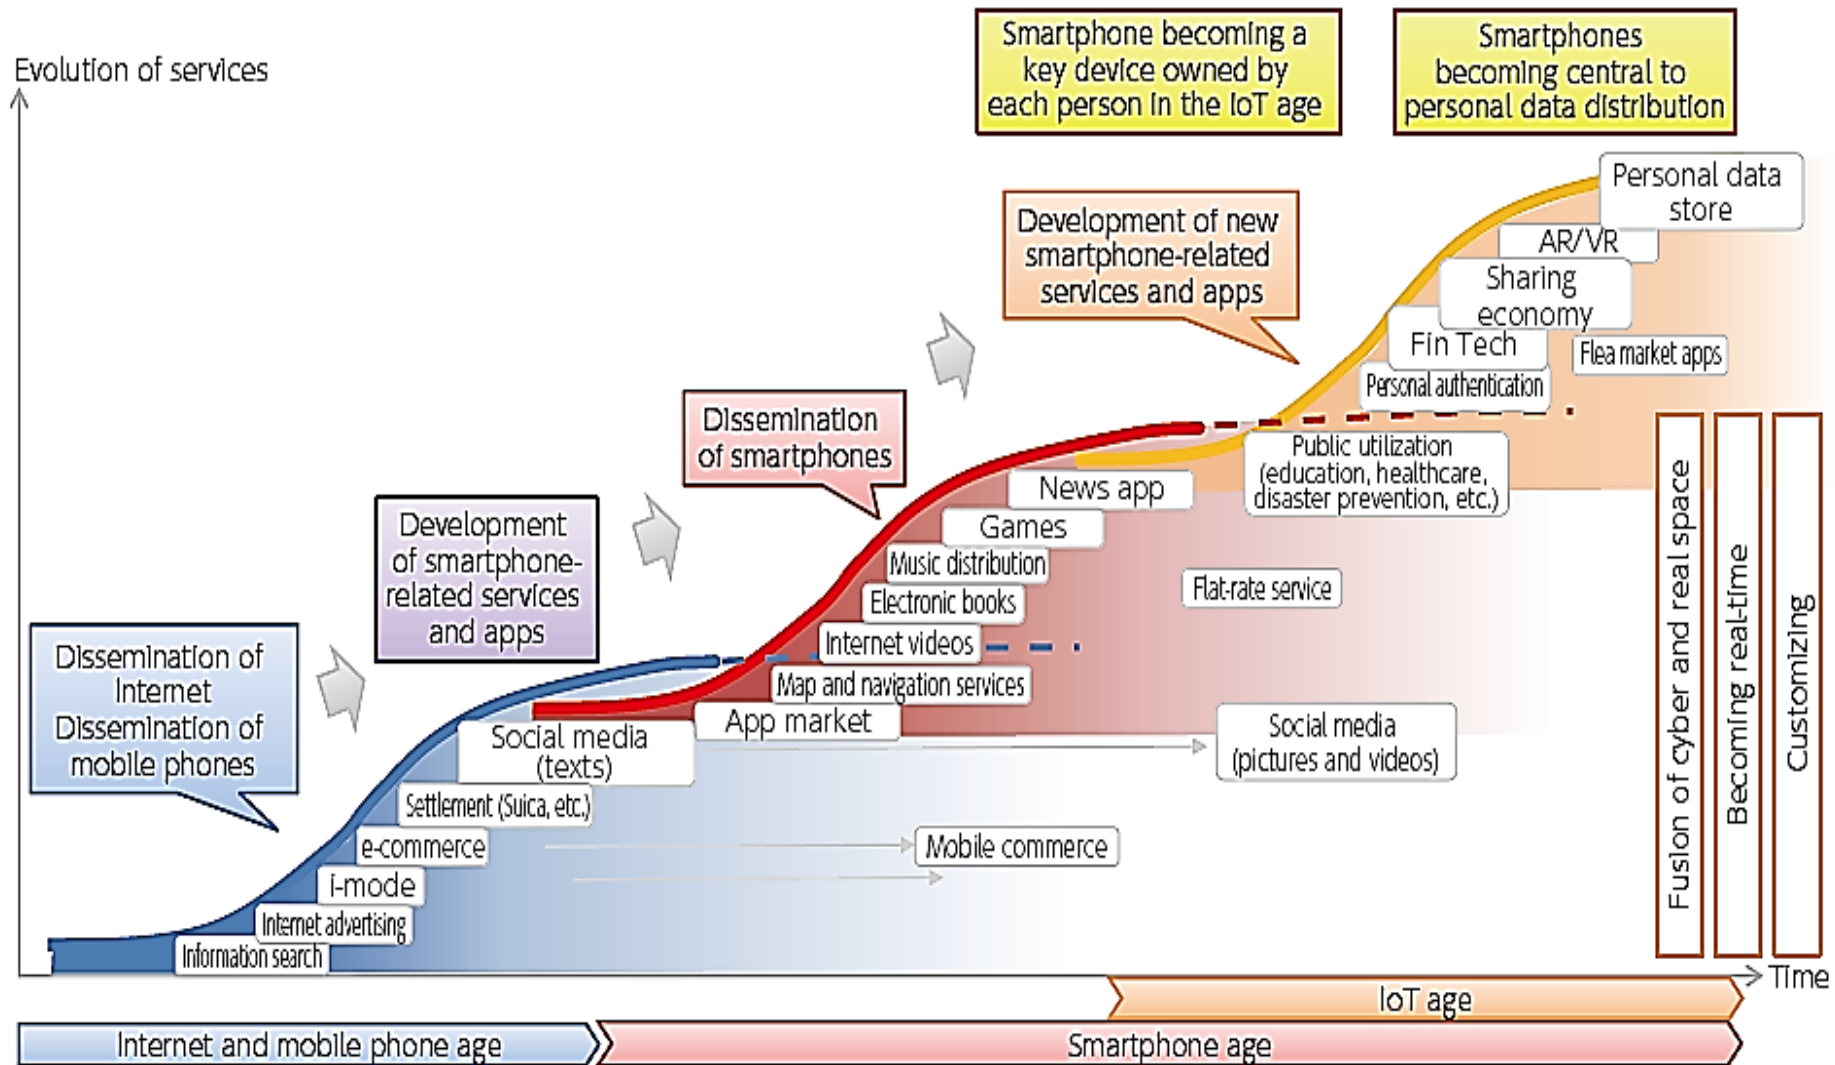 Evolution of services
Smartphone becoming a
key device owned by
each person in the IoT age
Smartphones
becoming central to
personal data distribution
Development of new
smartphone-related
services and apps
Personal data
store
AR/VR
Sharing
economy
Fin Tech
Flea market apps
Personal authentication
Dissemination
of smartphones
Public utilization
(education, healthcare,
disaster prevention, etc.)
News app
Games
Music distribution
Electronic books
Internet videos
Map and navigation services
App market
Flat-rate service
Development
of smartphone-
related services
and apps
Dissemination of
Internet
Dissemination of
mobile phones
Social media
(texts)
Social media
(pictures and videos)
Settlement (Suica, etc.)
e-commerce
Mobile commerce
i-mode
Internet advertising
Information search
Fusion of cyber and real space
Becoming real-time
Customizing
Time
IoT age
Internet and mobile phone age
Smartphone age